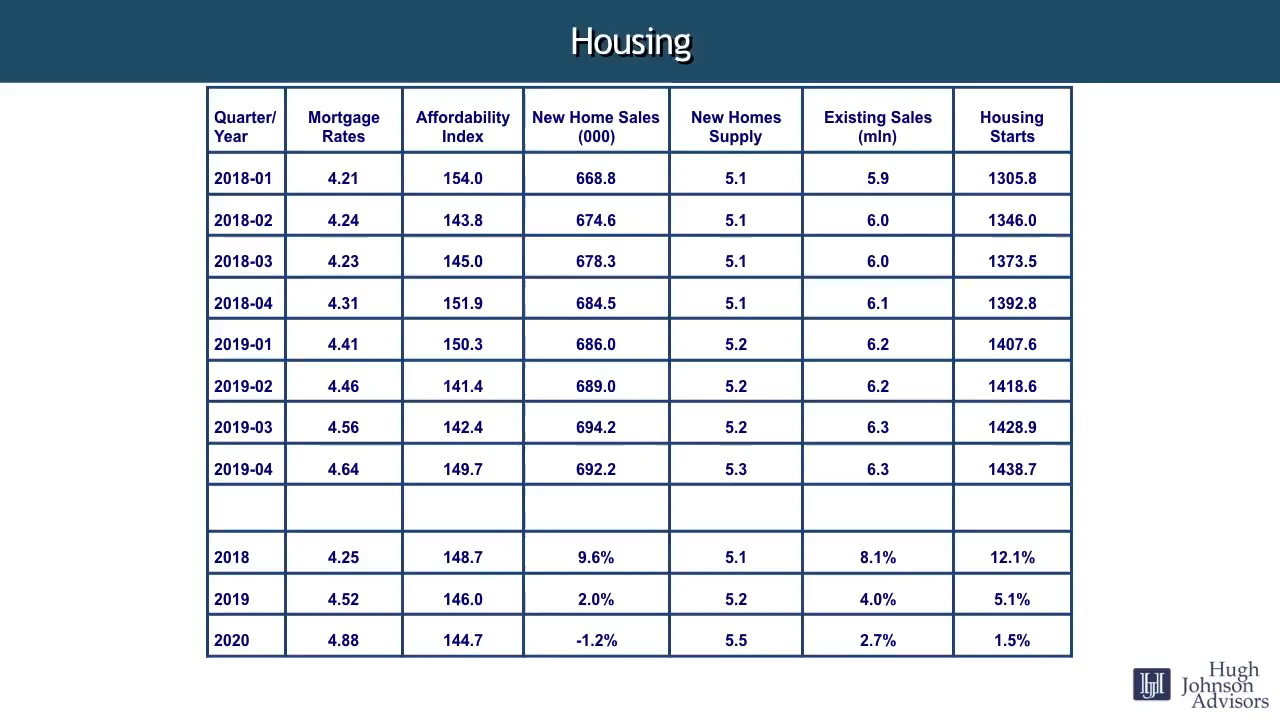 Housing
Quarter/ Mortgage Affordability New Home Sales New Homes Existing Sales Housing
Year Rates Index (000) Supply (mln) Starts
2018-01 4.21 154.0 668.8 5.1 5.9 1305.8
2018-02 4.24 143.8 674.6 5.1 6.0 1346.0
2018-03 4.23 145.0 678.3 5.1 6.0 1373.5
2018-04 4.31 151.9 684.5 5.1 6.1 1392.8
2019-01 4.41 150.3 686.0 5.2 6.2 1407.6
2019-02 4.46 141.4 689.0 5.2 6.2 1418.6
2019-03 4.56 142.4 694.2 5.2 6.3 1428.9
2019-04 4.64 149.7 692.2 5.3 6.3 1438.7
2018 4.25 148.7 9.6% 5.1 8.1% 12.1%
2019 4.52 146.0 2.0% 5.2 4.0% 5.1%
2020 4.88 144.7 -1.2% 5.5 2.7% 1.5%
Hugh
Johnson
Advisors